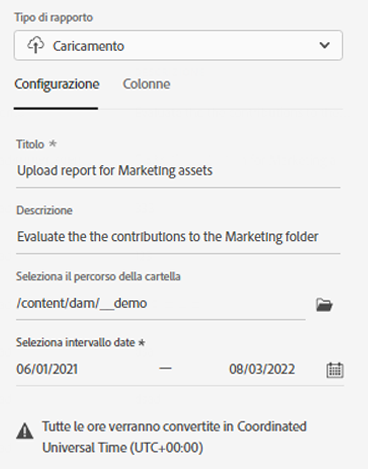 Tipo di rapporto
Caricamento
Configurazione Colonne
Titolo *
Upload report for Marketing assets
Descrizione
Evaluate the the contributions to the Marketing folder
Seleziona il percorso della cartella
/content/dam/__demo
Seleziona intervallo date *
06/01/2021 — 08/03/2022
Tutte le ore verranno convertite in Coordinated
Universal Time (UTC+00:00)